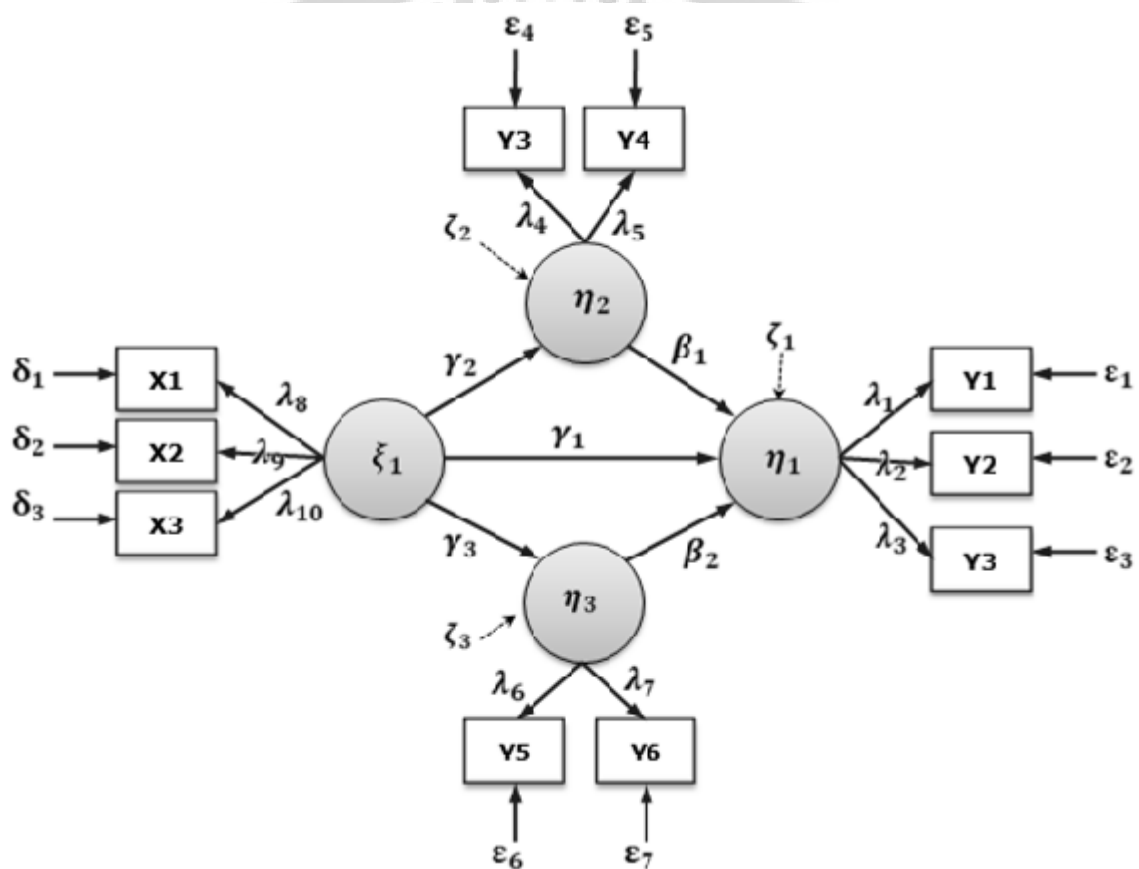 ε4 ε5
Y3 Y4
λ4 λ5
ζ2
η2
ζ1
γ2 β1
δ1 X1 λ8 λ1 Y1 ε1
δ2 X2 λ9 ξ1 γ1 η1 λ2 Y2 ε2
δ3 X3 λ10 λ3 Y3 ε3
γ3 β2
η3
ζ3
λ6 λ7
Y5 Y6
ε6 ε7